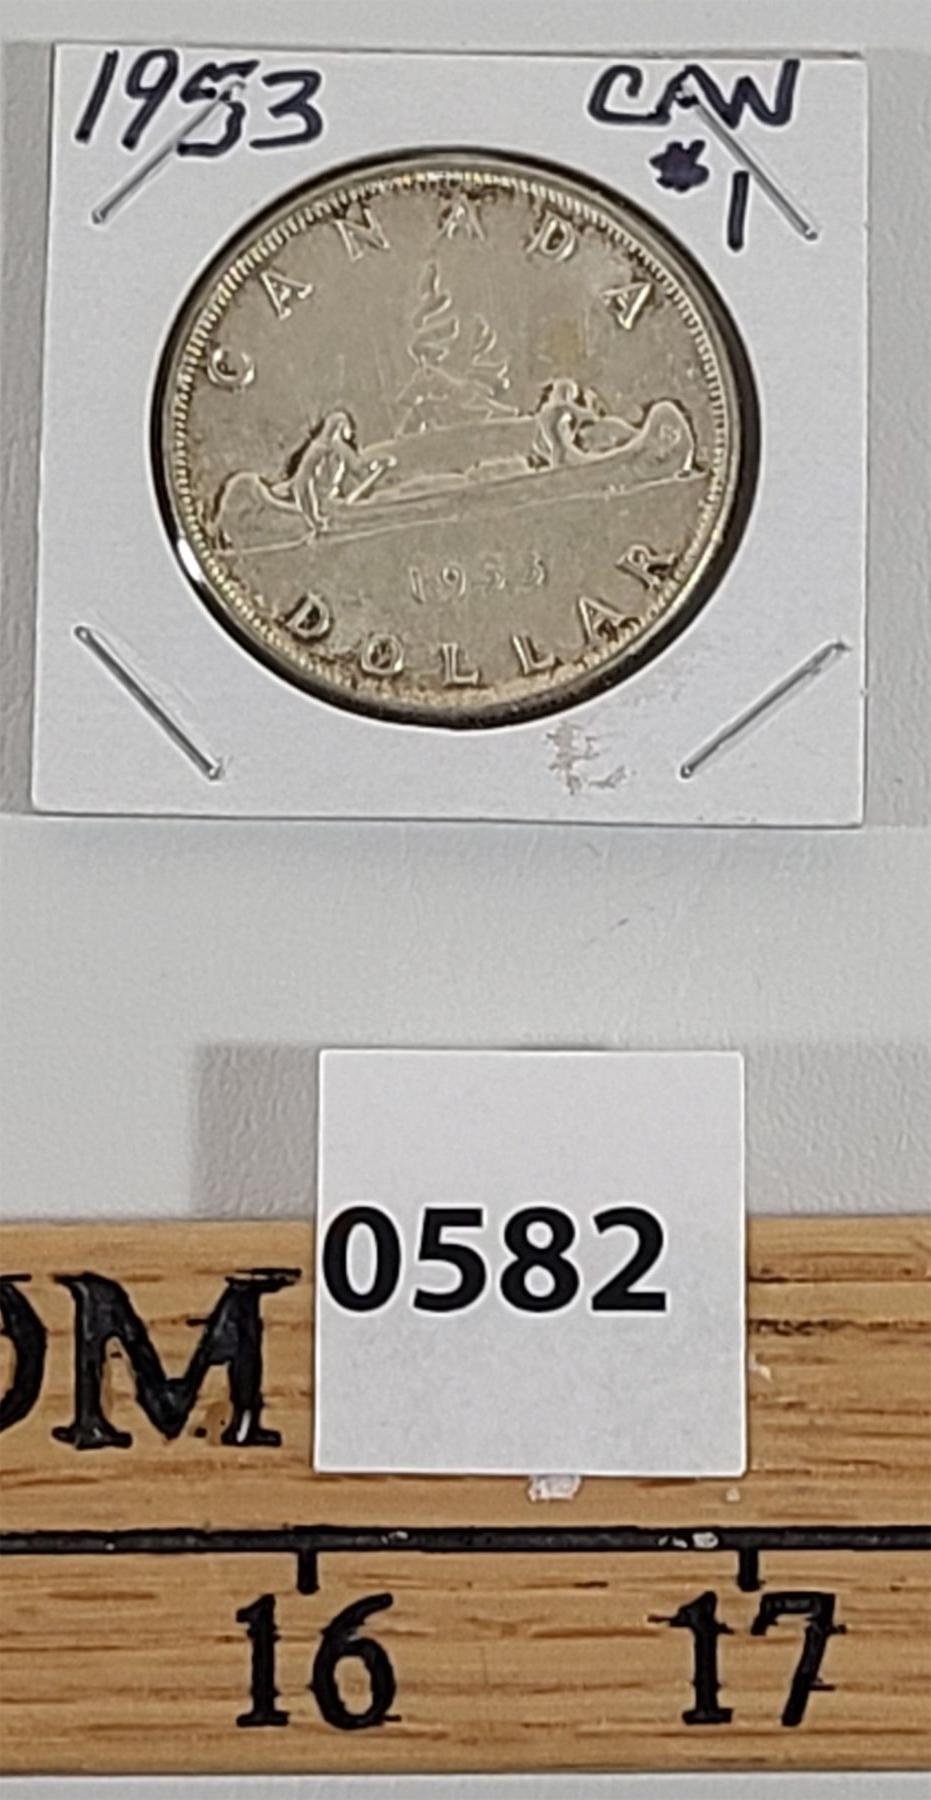 1953 CAN
#1
CANADA
1953
DOLLAR
0582
OM
16 17